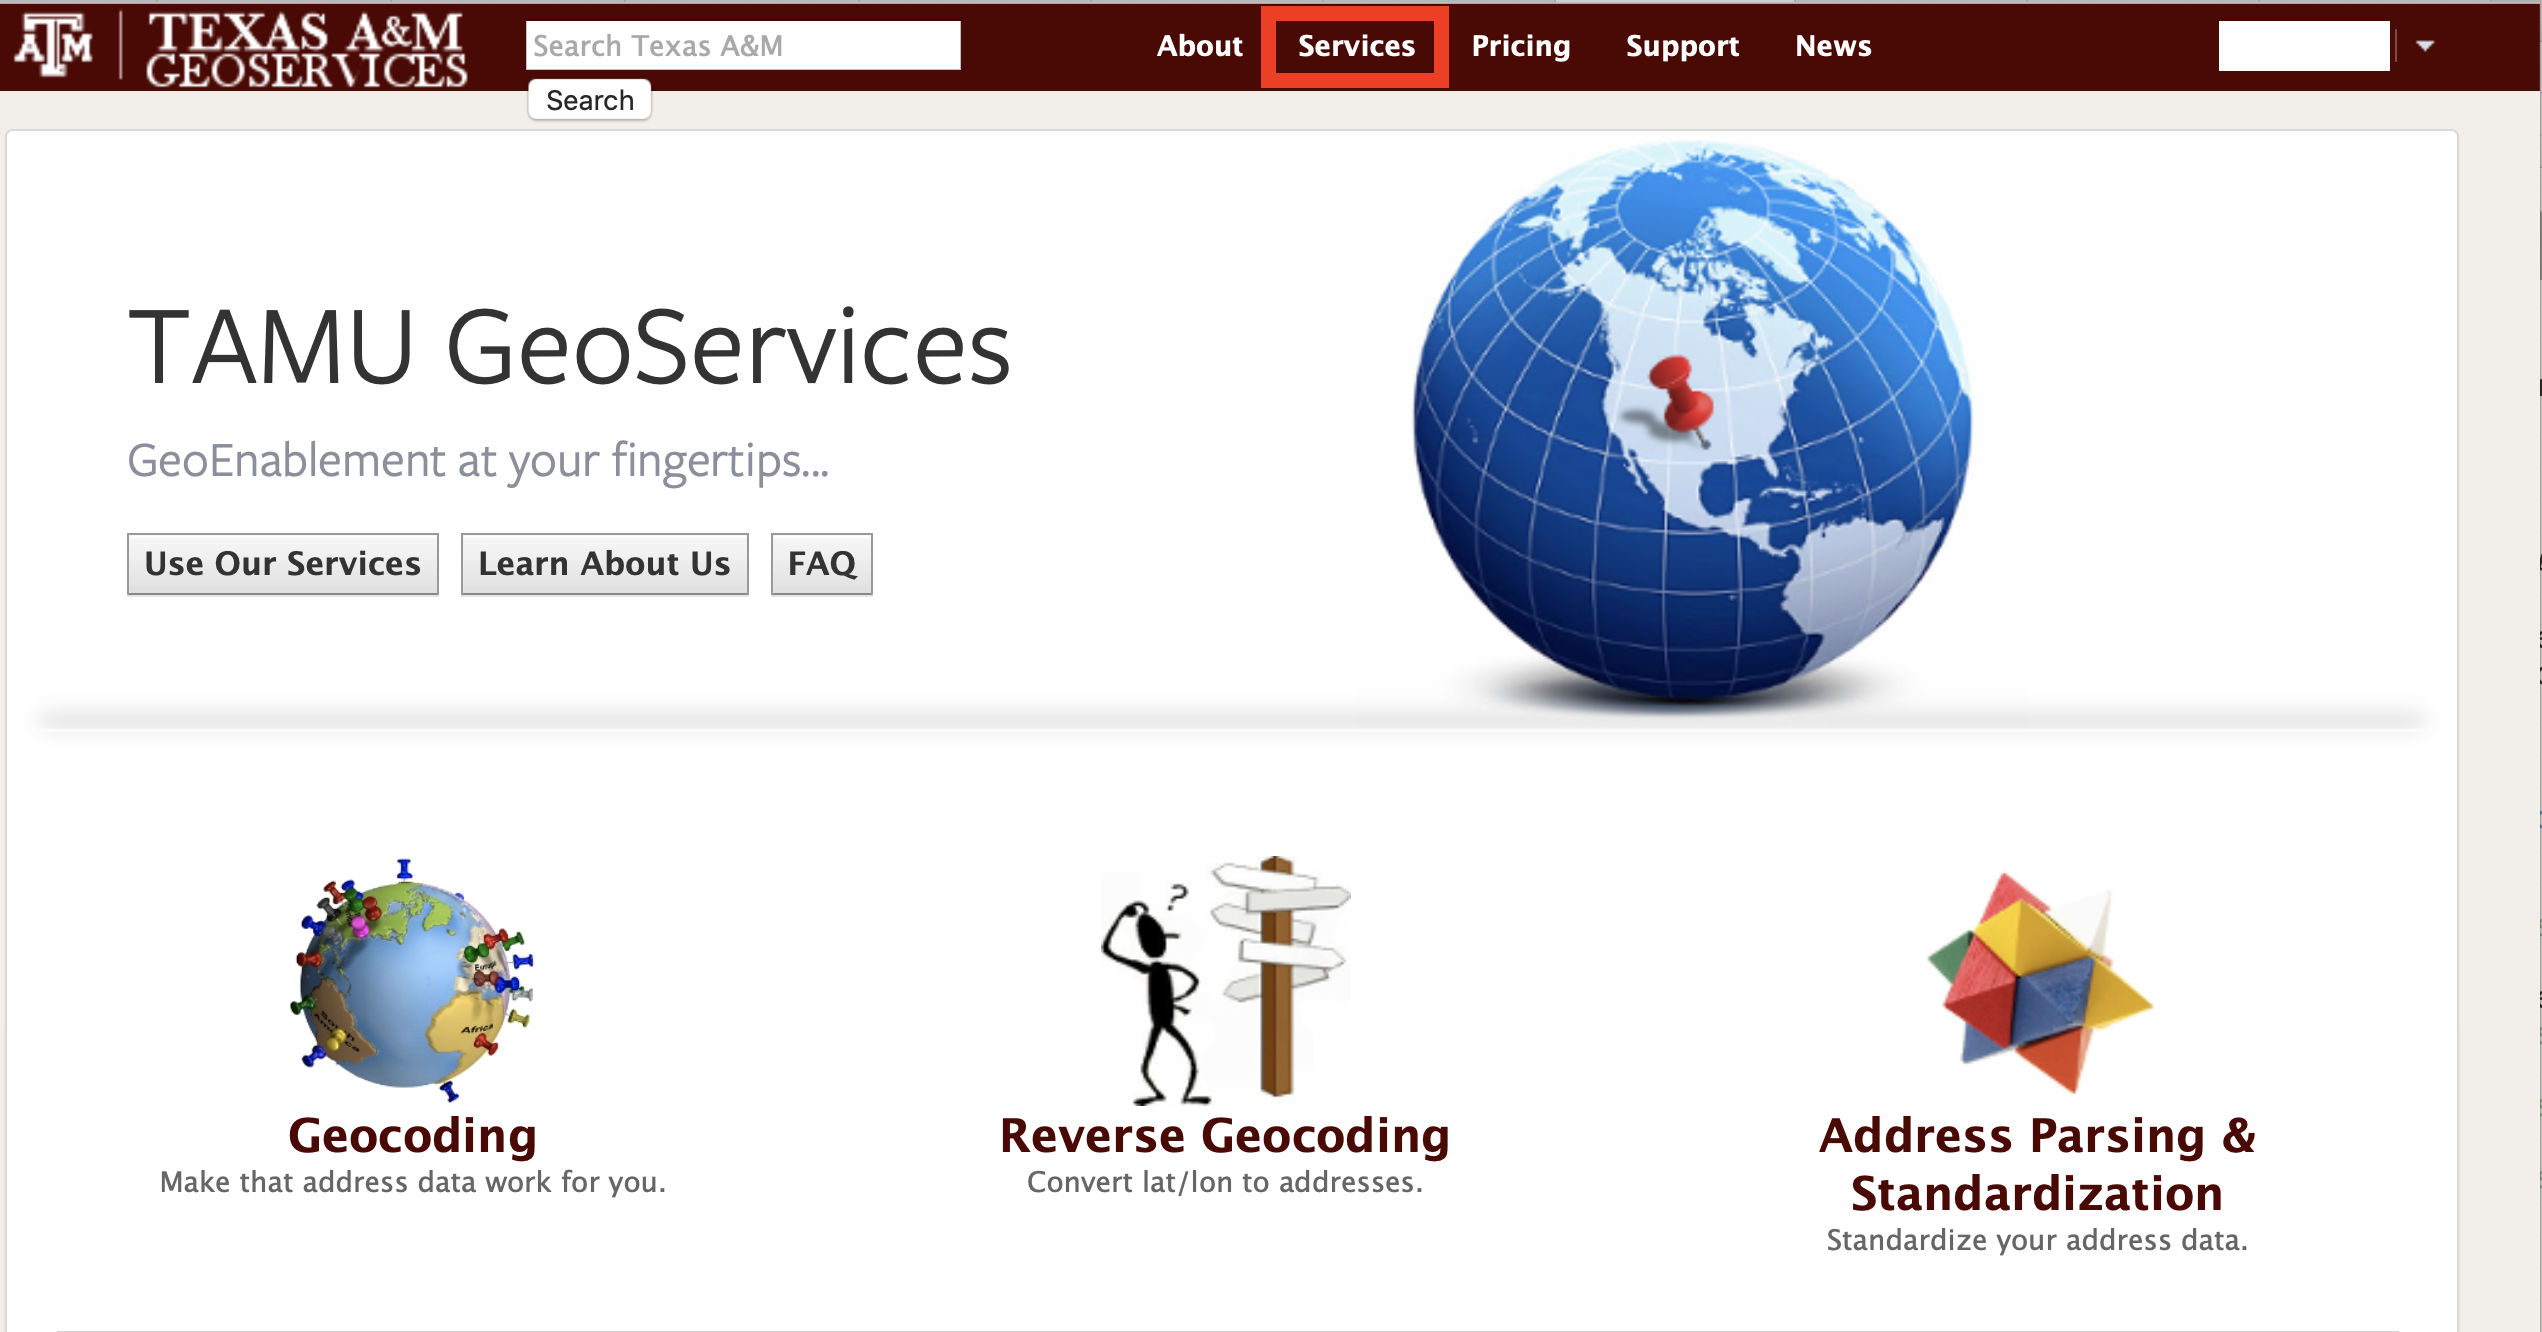 ATM
TEXAS A&M
GEOSERVICES
Search Texas A&M
About
Services
Pricing
Support
News
Search
TAMU GeoServices
GeoEnablement at your fingertips...
Use Our Services
Learn About Us
FAQ
?
Europe
Africa
Geocoding
Make that address data work for you.
Reverse Geocoding
Convert lat/lon to addresses.
Address Parsing &
Standardization
Standardize your address data.